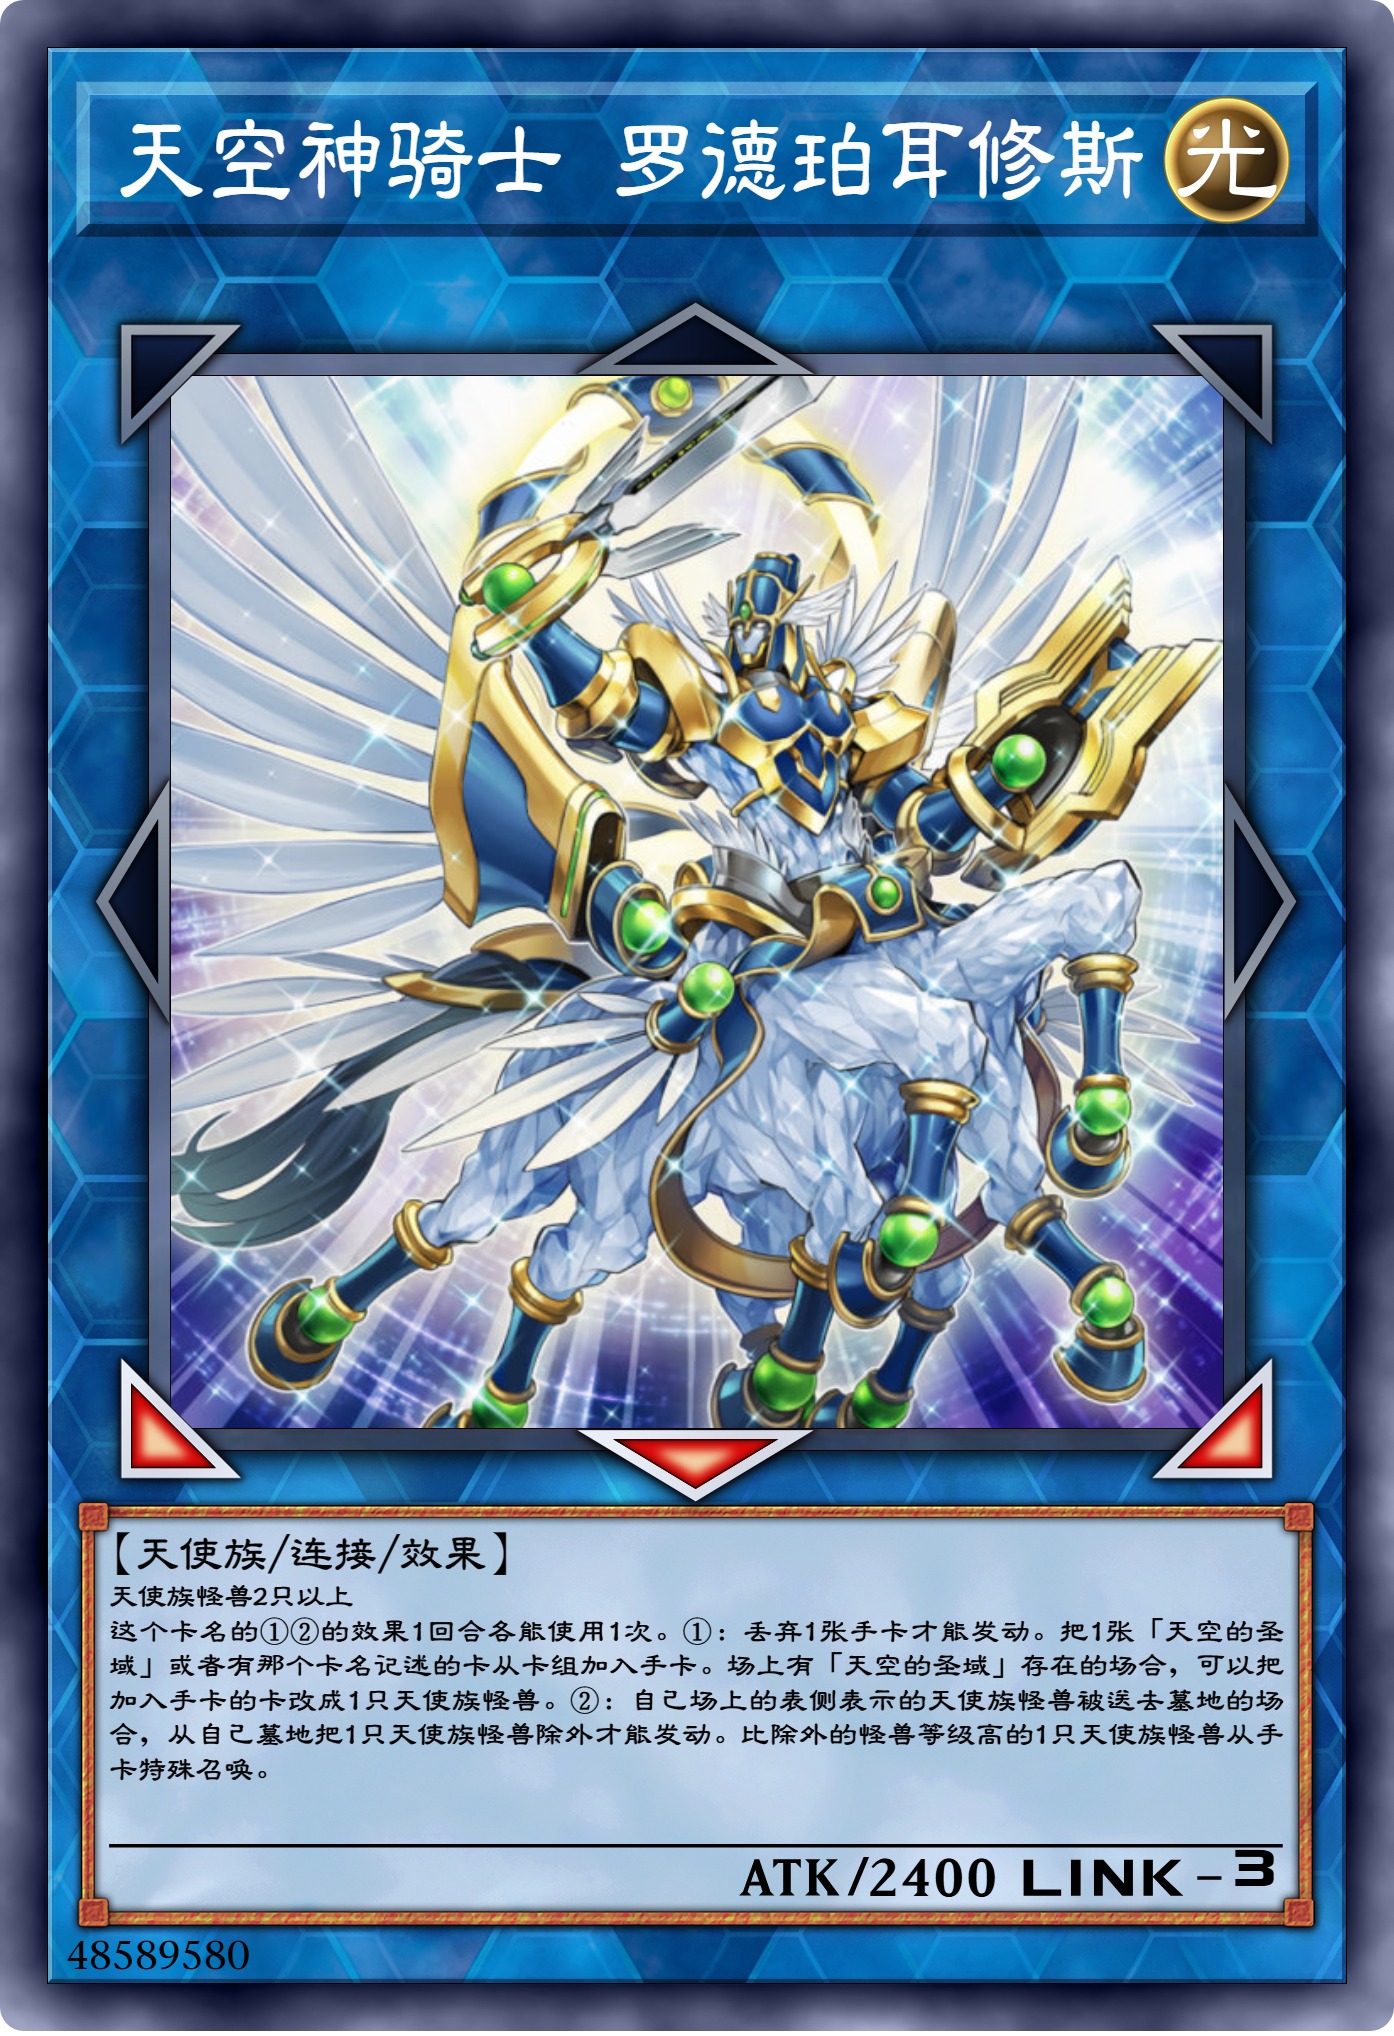 天空神骑士 罗德珀耳修斯 光
【天使族/连接/效果】
天使族怪兽2只以上
这个卡名的①②的效果1回合各能使用1次。①：丢弃1张手卡才能发动。把1张「天空的圣
域」或者有那个卡名记述的卡从卡组加入手卡。场上有「天空的圣域」存在的场合，可以把
加入手卡的卡改成1只天使族怪兽。②：自己场上的表侧表示的天使族怪兽被送去墓地的场
合，从自己墓地把1只天使族怪兽除外才能发动。比除外的怪兽等级高的1只天使族怪兽从手
卡特殊召唤。
ATK/2400 LINK-3
48589580